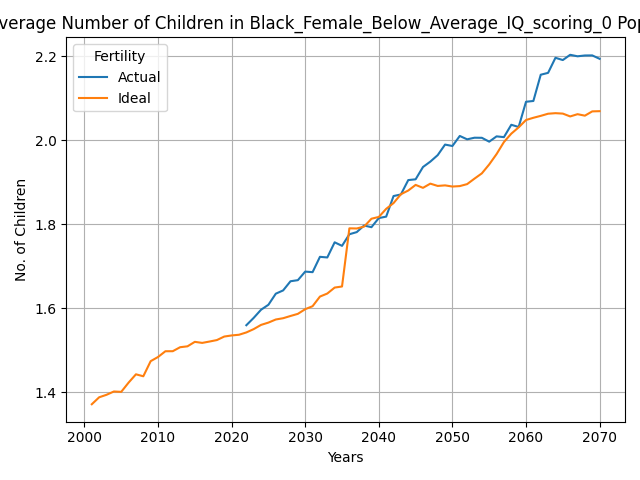 verage Number of Children in Black_Female_Below_Average_IQ_scoring_0 Pop
Fertility
Actual
Ideal
No. of Children
2.2
2.0
1.8
1.6
1.4
2000 2010 2020 2030 2040 2050 2060 2070
Years